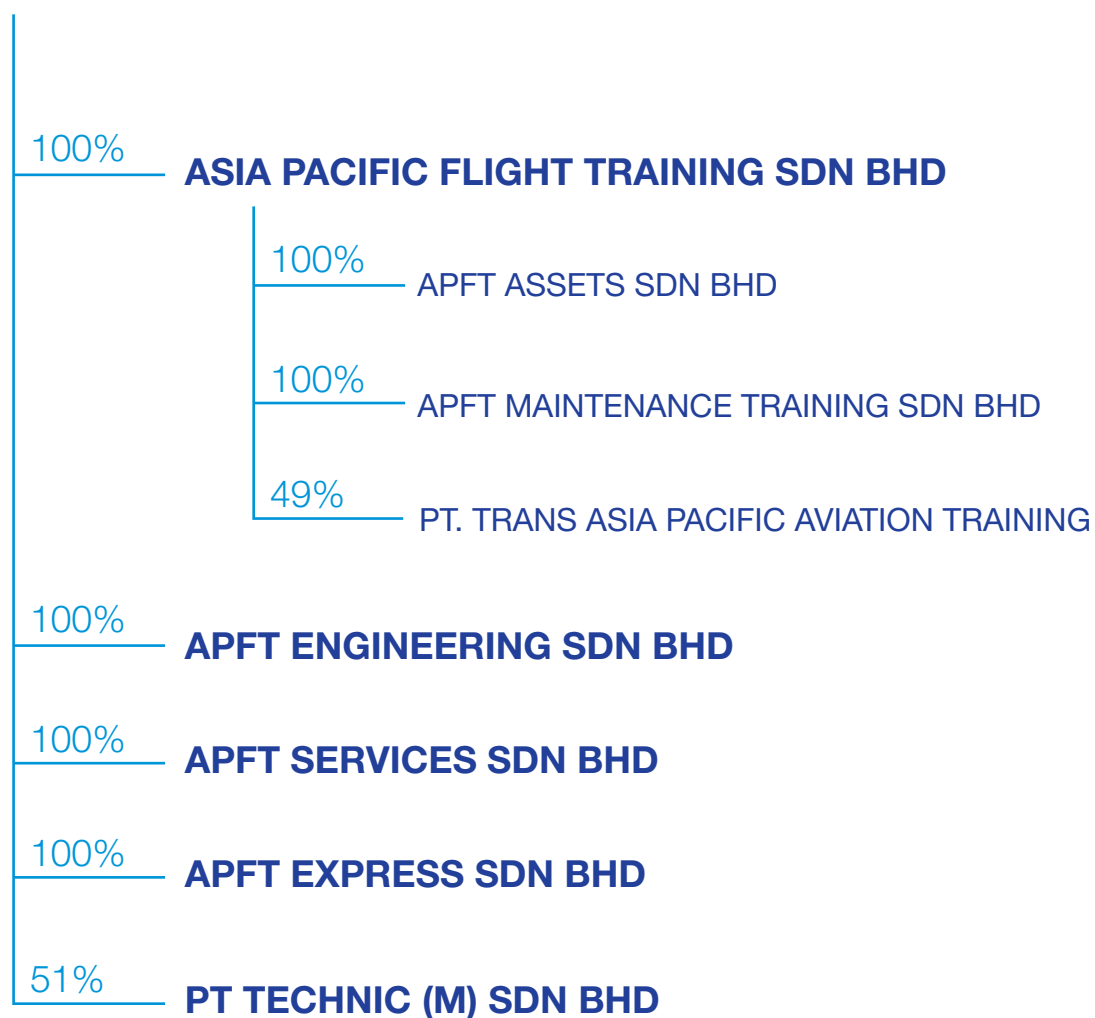 100%
ASIA PACIFIC FLIGHT TRAINING SDN BHD
100%
APFT ASSETS SDN BHD
100%
APFT MAINTENANCE TRAINING SDN BHD
49%
PT. TRANS ASIA PACIFIC AVIATION TRAINING
100%
APFT ENGINEERING SDN BHD
100%
APFT SERVICES SDN BHD
100%
APFT EXPRESS SDN BHD
51%
PT TECHNIC (M) SDN BHD